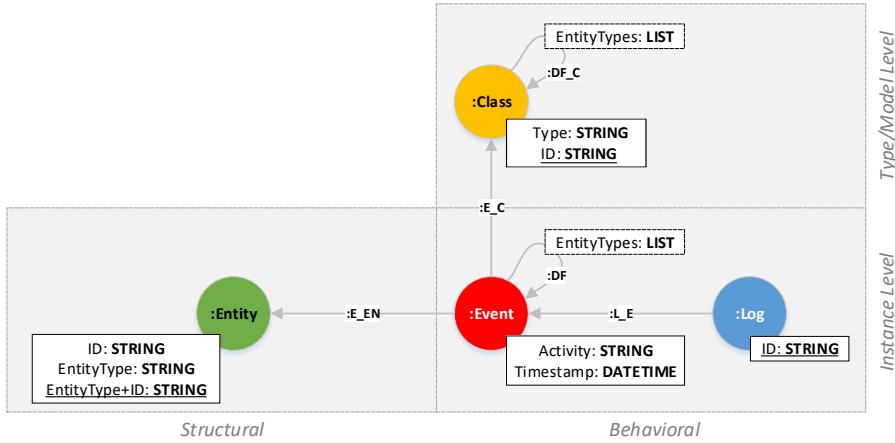 EntityTypes: LIST
:DF_C
:Class
Type: STRING
ID: STRING
Type/Model Level
:E_C
EntityTypes: LIST
:DF
:Entity
:E_EN
:Event
:L_E
:Log
ID: STRING
EntityType: STRING
EntityType+ID: STRING
Activity: STRING
Timestamp: DATETIME
ID: STRING
Instance Level
Structural
Behavioral